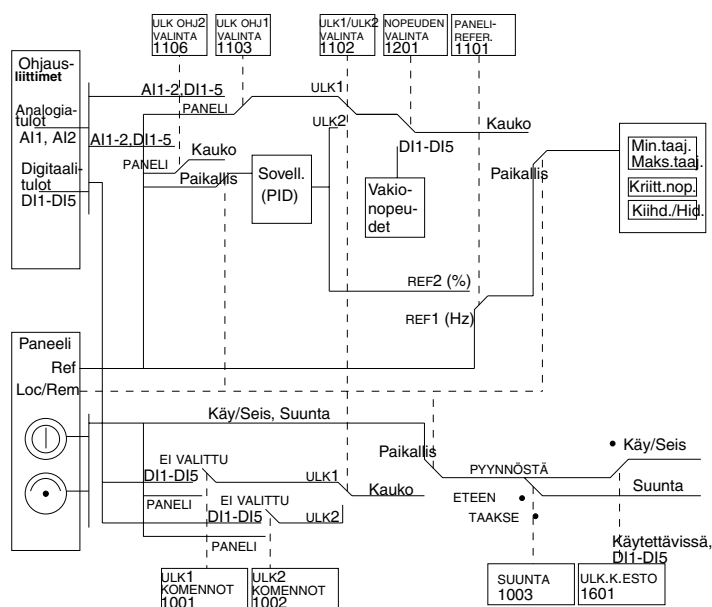 ULK OHJ2
VALINTA
1106
ULK OHJ1
VALINTA
1103
ULK1/ULK2
VALINTA
1102
NOPEUDEN
VALINTA
1201
PANELI-
REFER.
1101
Ohjaus-
liittimet
Analogia-
tulot
AI1, AI2
Digitaali-
tulot
DI1-DI5
AI1-2,DI1-5
PANELI
ULK1
ULK2
AI1-2,DI1-5
PANELI
Kauko
Paikallis
Sovell.
(PID)
DI1-DI5
Vakio-
nopeu-
det
Kauko
Paikallis
Min.taaj.
Maks.taaj.
Kriitt.nop.
Kiihd./Hid.
REF2 (%)
REF1 (Hz)
Paneeli
Ref
Loc/Rem
Käy/Seis, Suunta
EI VALITTU
DI1-DI5
PANELI
ULK1
EI VALITTU
DI1-DI5
ULK2
PANELI
Kauko
Paikallis
PYYNNÖSTÄ
Käy/Seis
Suunta
ETEEN
TAAKSE
Käytettävissä,
DI1-DI5
ULK1
KOMENNOT
1001
ULK2
KOMENNOT
1002
SUUNTA
1003
ULK.K.ESTO
1601